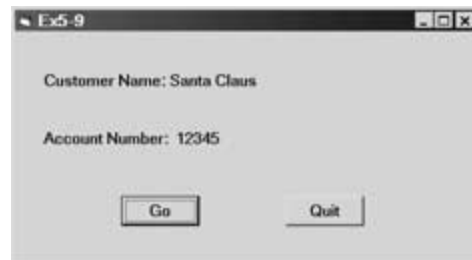 Ex5-9
Customer Name: Santa Claus
Account Number: 12345
Go Quit